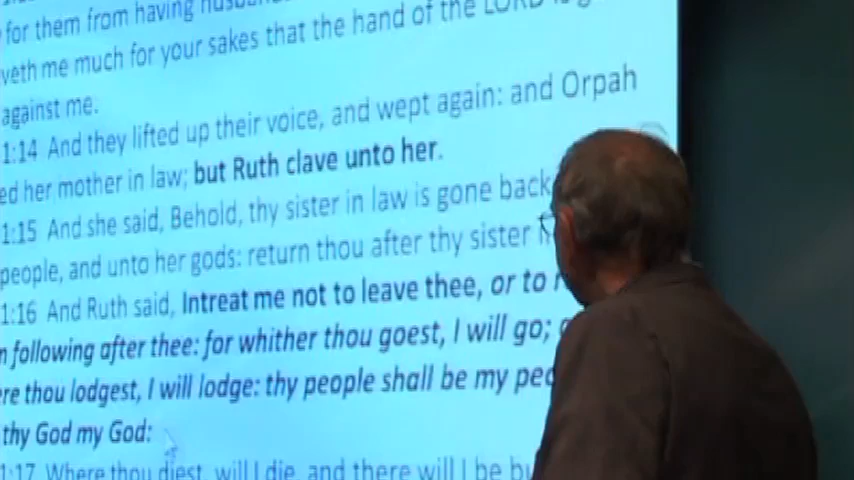 for them from having
veth me much for your sakes that the hand of the LORD is
against me.
1:14 And they lifted up their voice, and wept again: and Orpah
ed her mother in law; but Ruth clave unto her.
1:15 And she said, Behold, thy sister in law is gone back
people, and unto her gods: return thou after thy sister
1:16 And Ruth said, Intreat me not to leave thee, or to
following after thee: for whither thou goest, I will go;
re thou lodgest, I will lodge: thy people shall be my peo
thy God my God:
1:17 Where thou diest, will I die, and there will I be bu